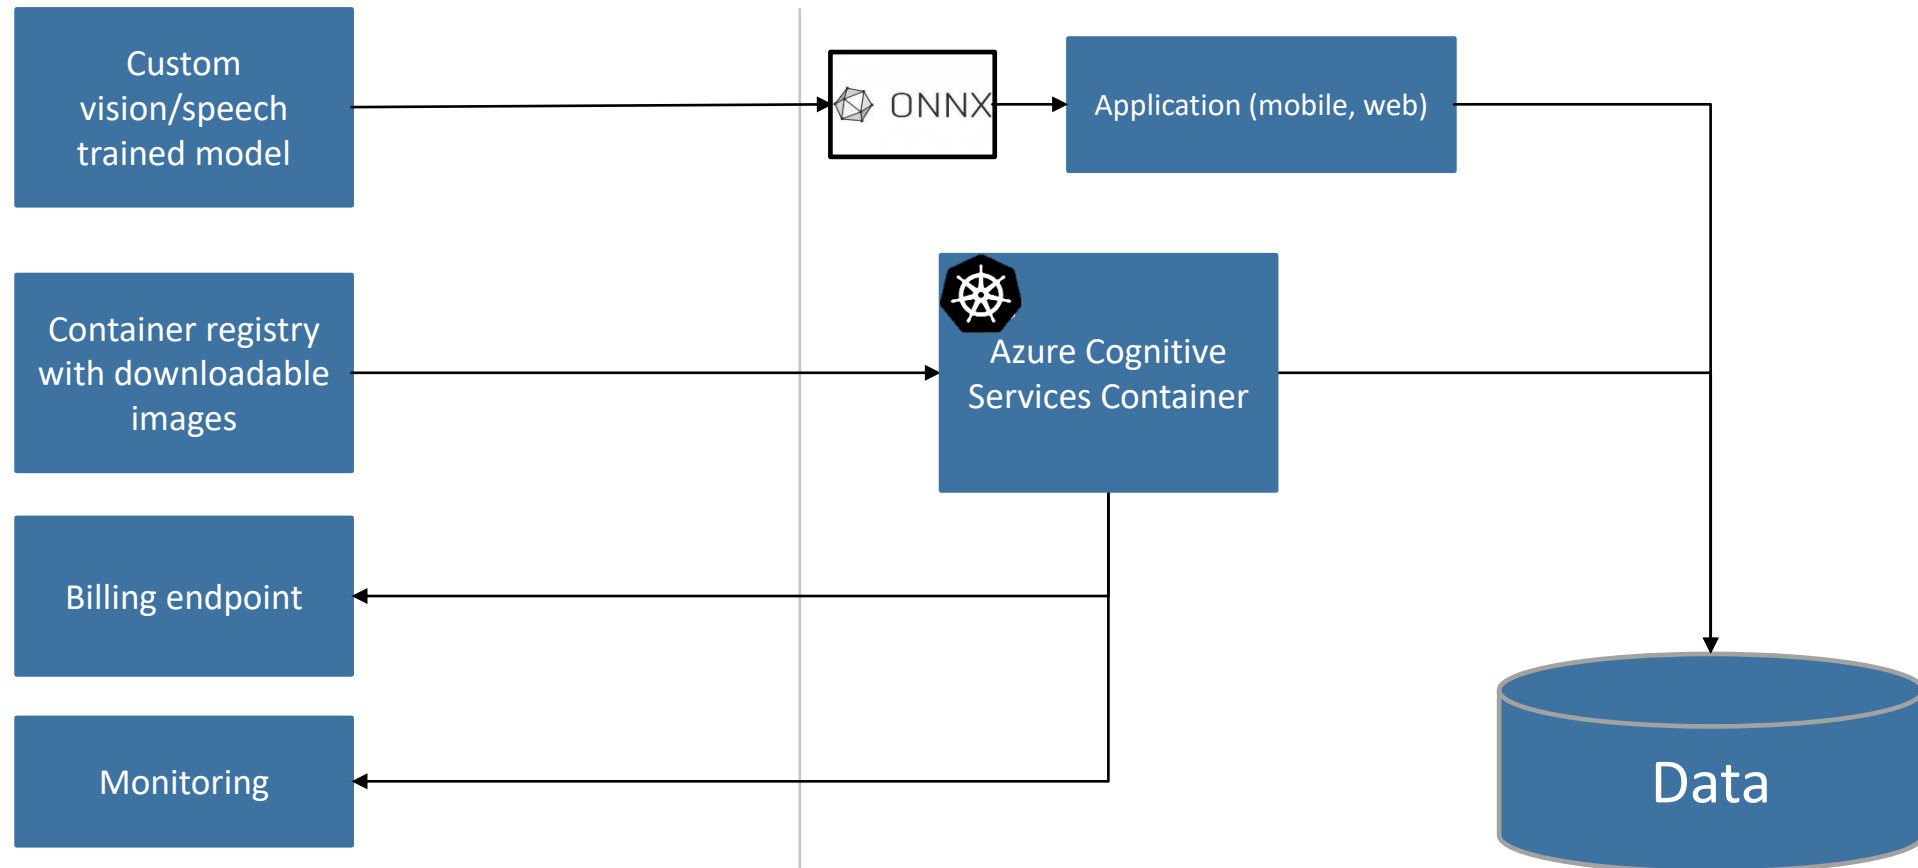 Custom
vision/speech
trained model
ONNX
Application (mobile, web)
Container registry
with downloadable
images
Azure Cognitive
Services Container
Billing endpoint
Monitoring
Data